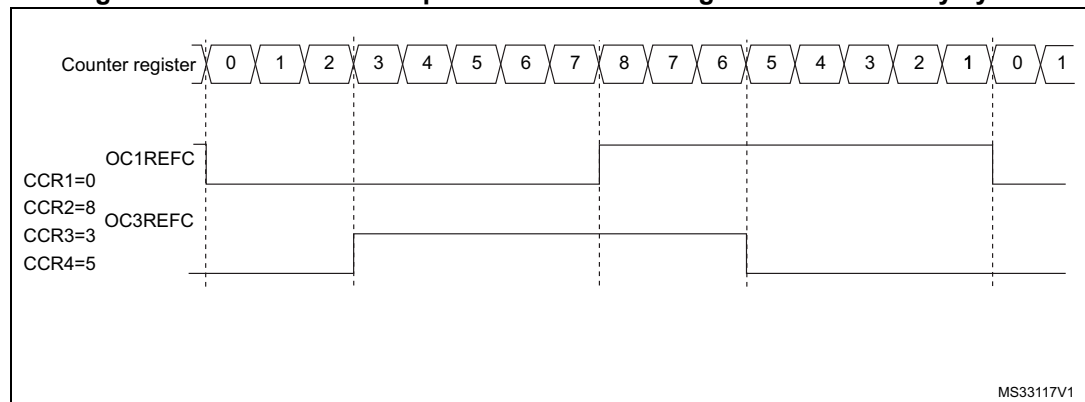 Counter register 0 1 2 3 4 5 6 7 8 7 6 5 4 3 2 1 0 1
OC1REFC
CCR1=0
CCR2=8
OC3REFC
CCR3=3
CCR4=5
MS33117V1